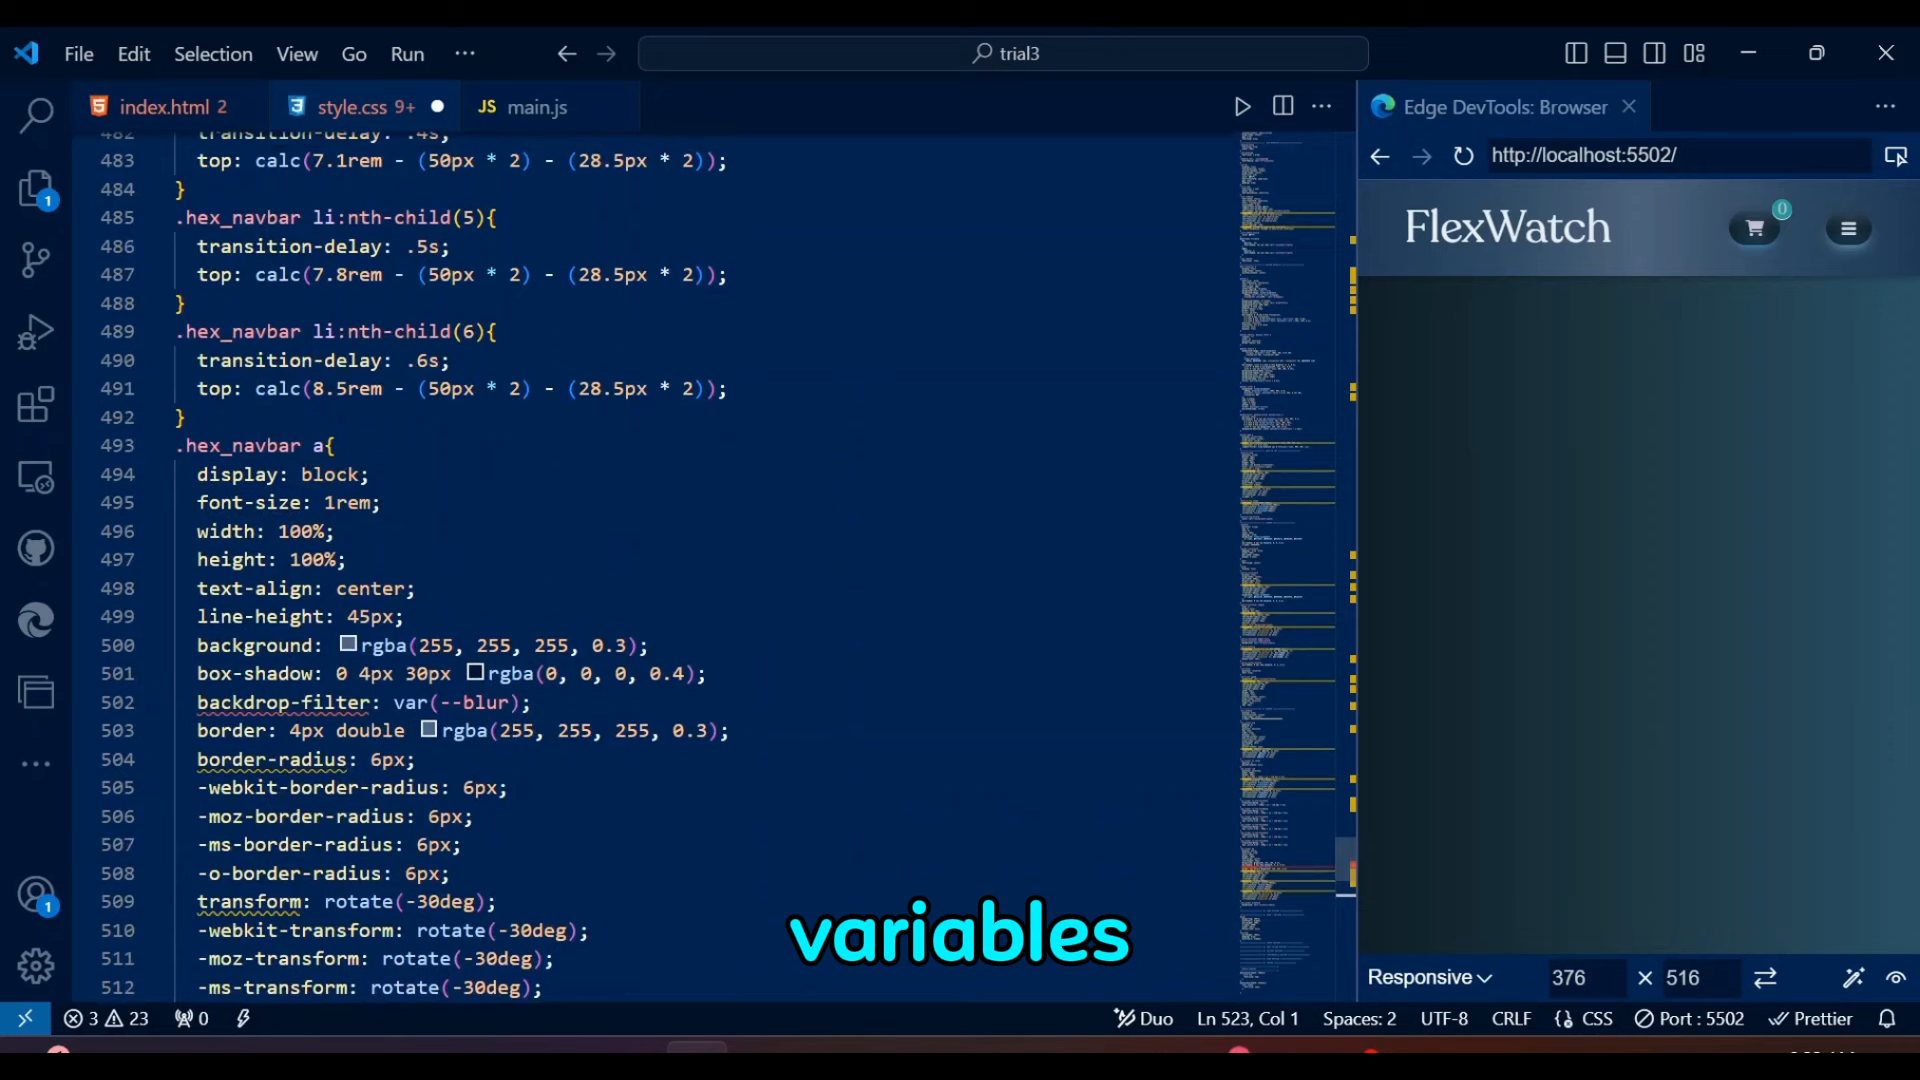 File Edit Selection View Go Run ··· trial3
index.html 2 style.css 9+ JS main.js
Edge DevTools: Browser
http://localhost:5502/
482 transition-delay: .4s;
483 top: calc(7.1rem - (50px * 2) - (28.5px * 2));
484 }
485 .hex_navbar li:nth-child(5){
486 transition-delay: .5s;
487 top: calc(7.8rem - (50px * 2) - (28.5px * 2));
488 }
489 .hex_navbar li:nth-child(6){
490 transition-delay: .6s;
491 top: calc(8.5rem - (50px * 2) - (28.5px * 2));
492 }
493 .hex_navbar a{
494 display: block;
495 font-size: 1rem;
496 width: 100%;
497 height: 100%;
498 text-align: center;
499 line-height: 45px;
500 background: rgba(255, 255, 255, 0.3);
501 box-shadow: 0 4px 30px rgba(0, 0, 0, 0.4);
502 backdrop-filter: var(--blur);
503 border: 4px double rgba(255, 255, 255, 0.3);
504 border-radius: 6px;
505 -webkit-border-radius: 6px;
506 -moz-border-radius: 6px;
507 -ms-border-radius: 6px;
508 -o-border-radius: 6px;
509 transform: rotate(-30deg);
510 -webkit-transform: rotate(-30deg);
511 -moz-transform: rotate(-30deg);
512 -ms-transform: rotate(-30deg);
FlexWatch 0
variables
1
1
Responsive 376 × 516
3 23 0 Duo Ln 523, Col 1 Spaces: 2 UTF-8 CRLF CSS Port : 5502 Prettier